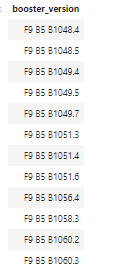 booster_version
F9 B5 B1048.4
F9 B5 B1048.5
F9 B5 B1049.4
F9 B5 B1049.5
F9 B5 B1049.7
F9 B5 B1051.3
F9 B5 B1051.4
F9 B5 B1051.6
F9 B5 B1056.4
F9 B5 B1058.3
F9 B5 B1060.2
F9 B5 B1060.3